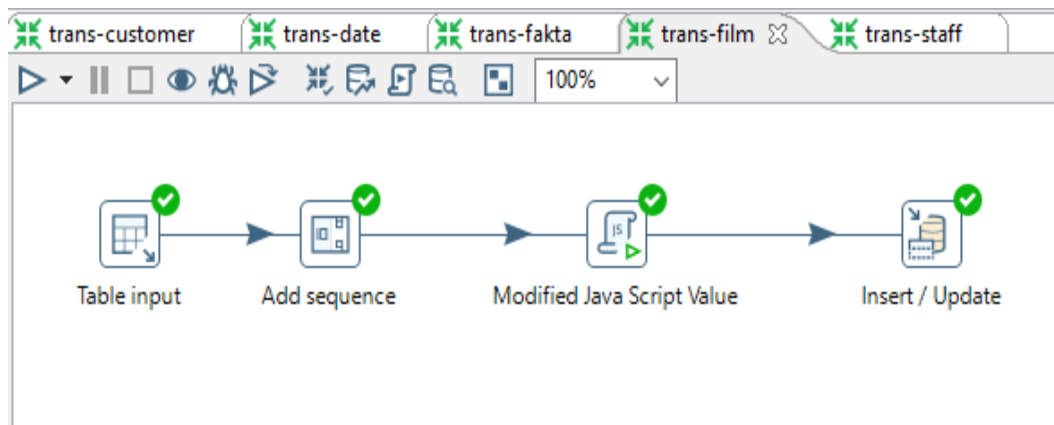 trans-customer trans-date trans-fakta trans-film trans-staff
100%
Table input Add sequence Modified Java Script Value Insert / Update